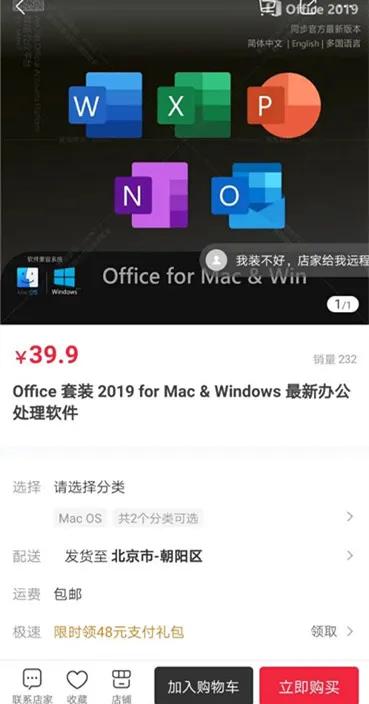 Office 2019
同步官方最新版本
简体中文 | English | 多国语言
W
X
P
N
O
软件兼容系统
Mac OS
Windows
Office for Mac & Win
我装不好，店家给我远程
1/1
￥39.9
销量 232
Office 套装 2019 for Mac & Windows 最新办公
处理软件
选择 请选择分类
Mac OS 共2个分类可选
配送 发货至 北京市-朝阳区
运费 包邮
极速 限时领48元支付礼包 领取
联系店家 收藏 店铺 加入购物车 立即购买